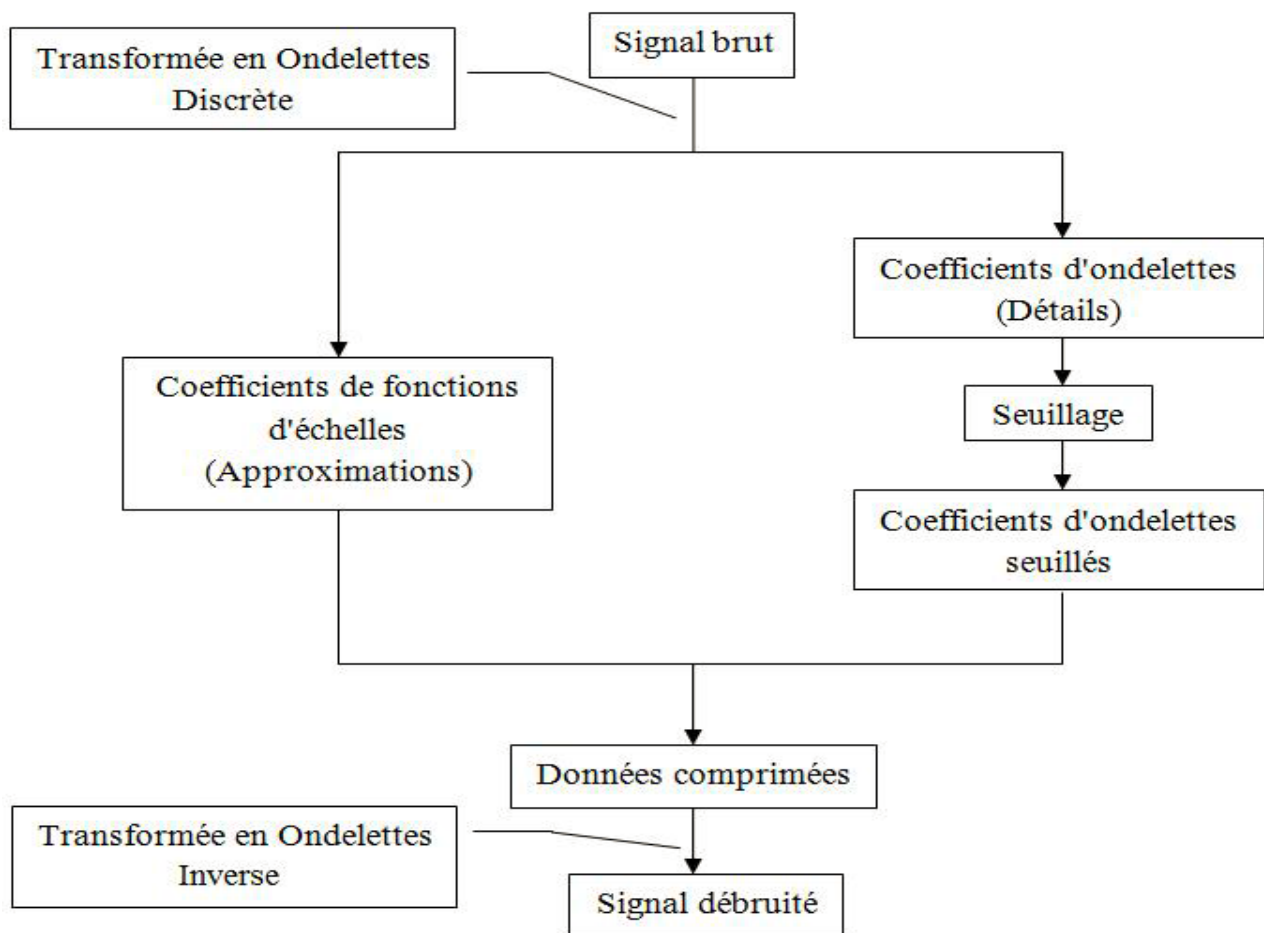 Signal brut
Transformée en Ondelettes
Discrète
Coefficients d'ondelettes
(Détails)
Coefficients de fonctions
d'échelles
(Approximations)
Seuillage
Coefficients d'ondelettes
seuillés
Données comprimées
Transformée en Ondelettes
Inverse
Signal débruité